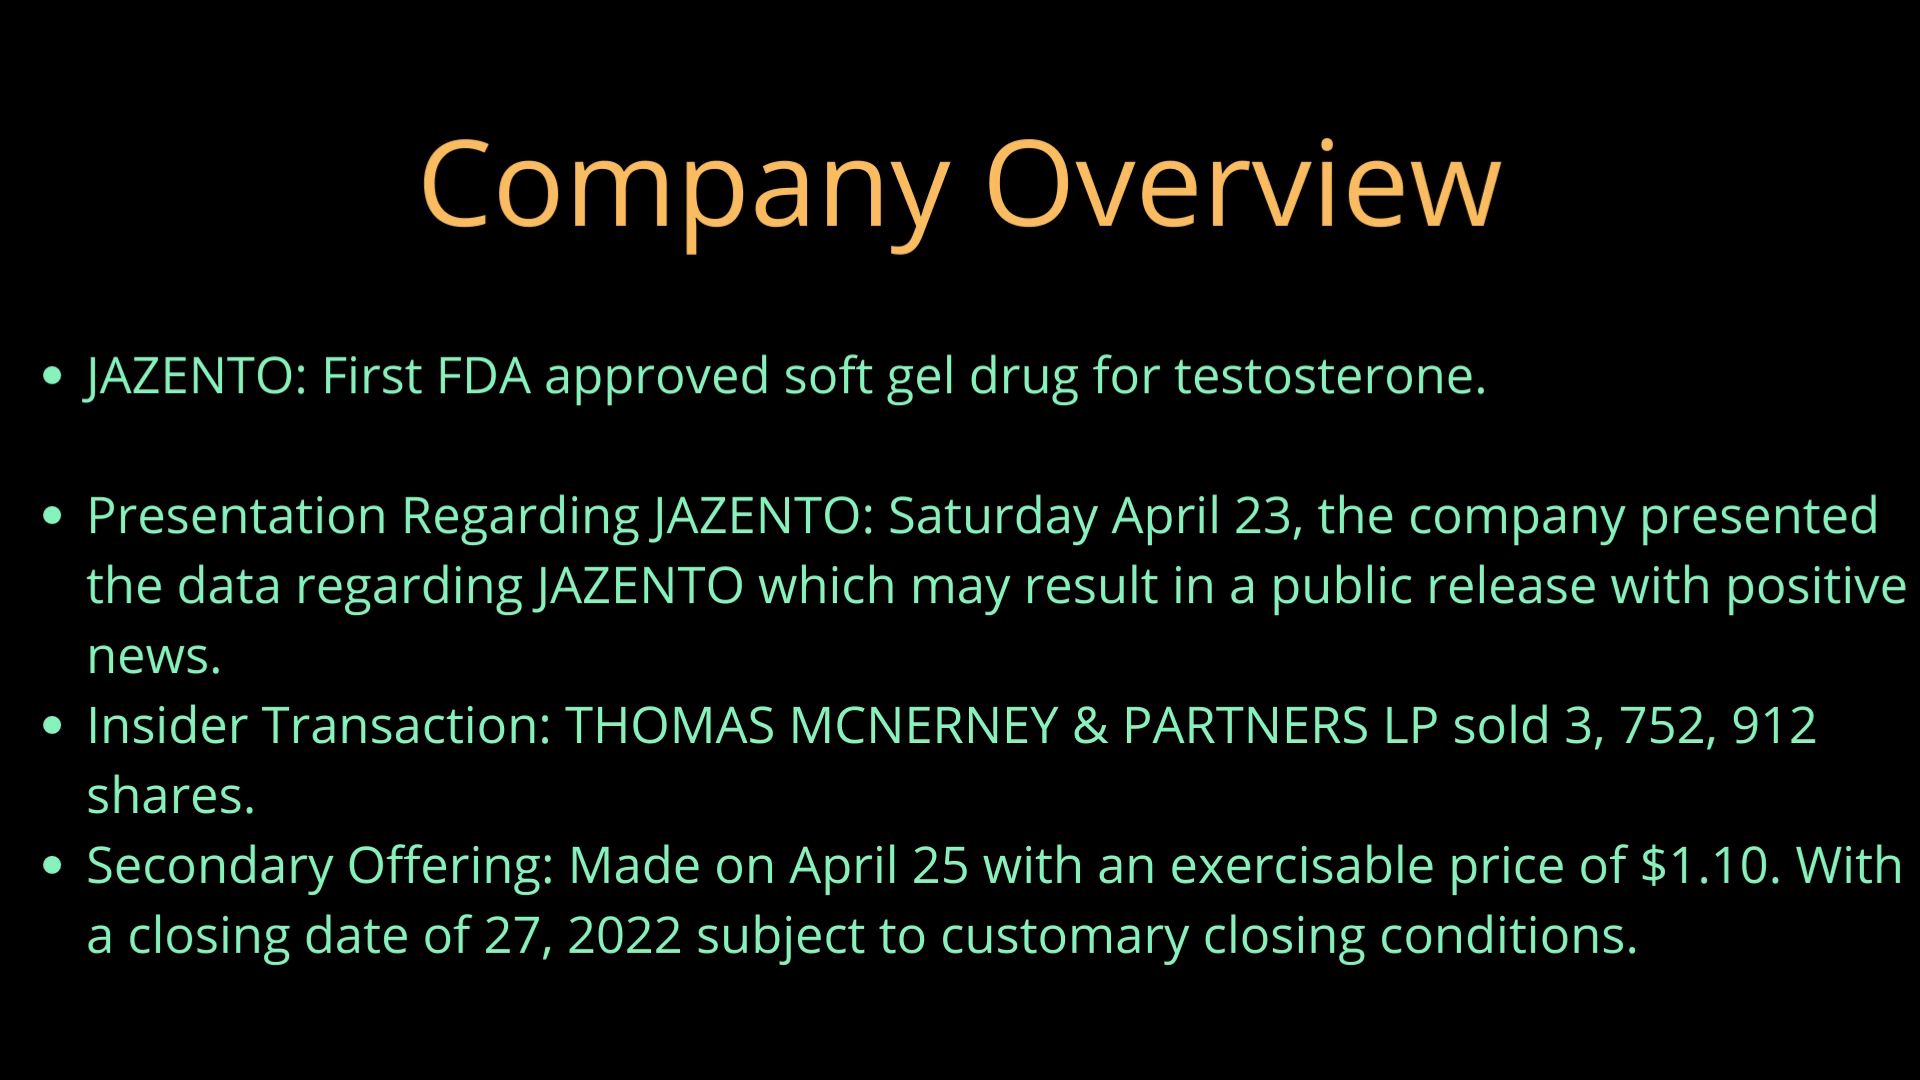 Company Overview
• JAZENTO: First FDA approved soft gel drug for testosterone.
• Presentation Regarding JAZENTO: Saturday April 23, the company presented
the data regarding JAZENTO which may result in a public release with positive
news.
• Insider Transaction: THOMAS MCNERNEY & PARTNERS LP sold 3, 752, 912
shares.
• Secondary Offering: Made on April 25 with an exercisable price of $1.10. With
a closing date of 27, 2022 subject to customary closing conditions.